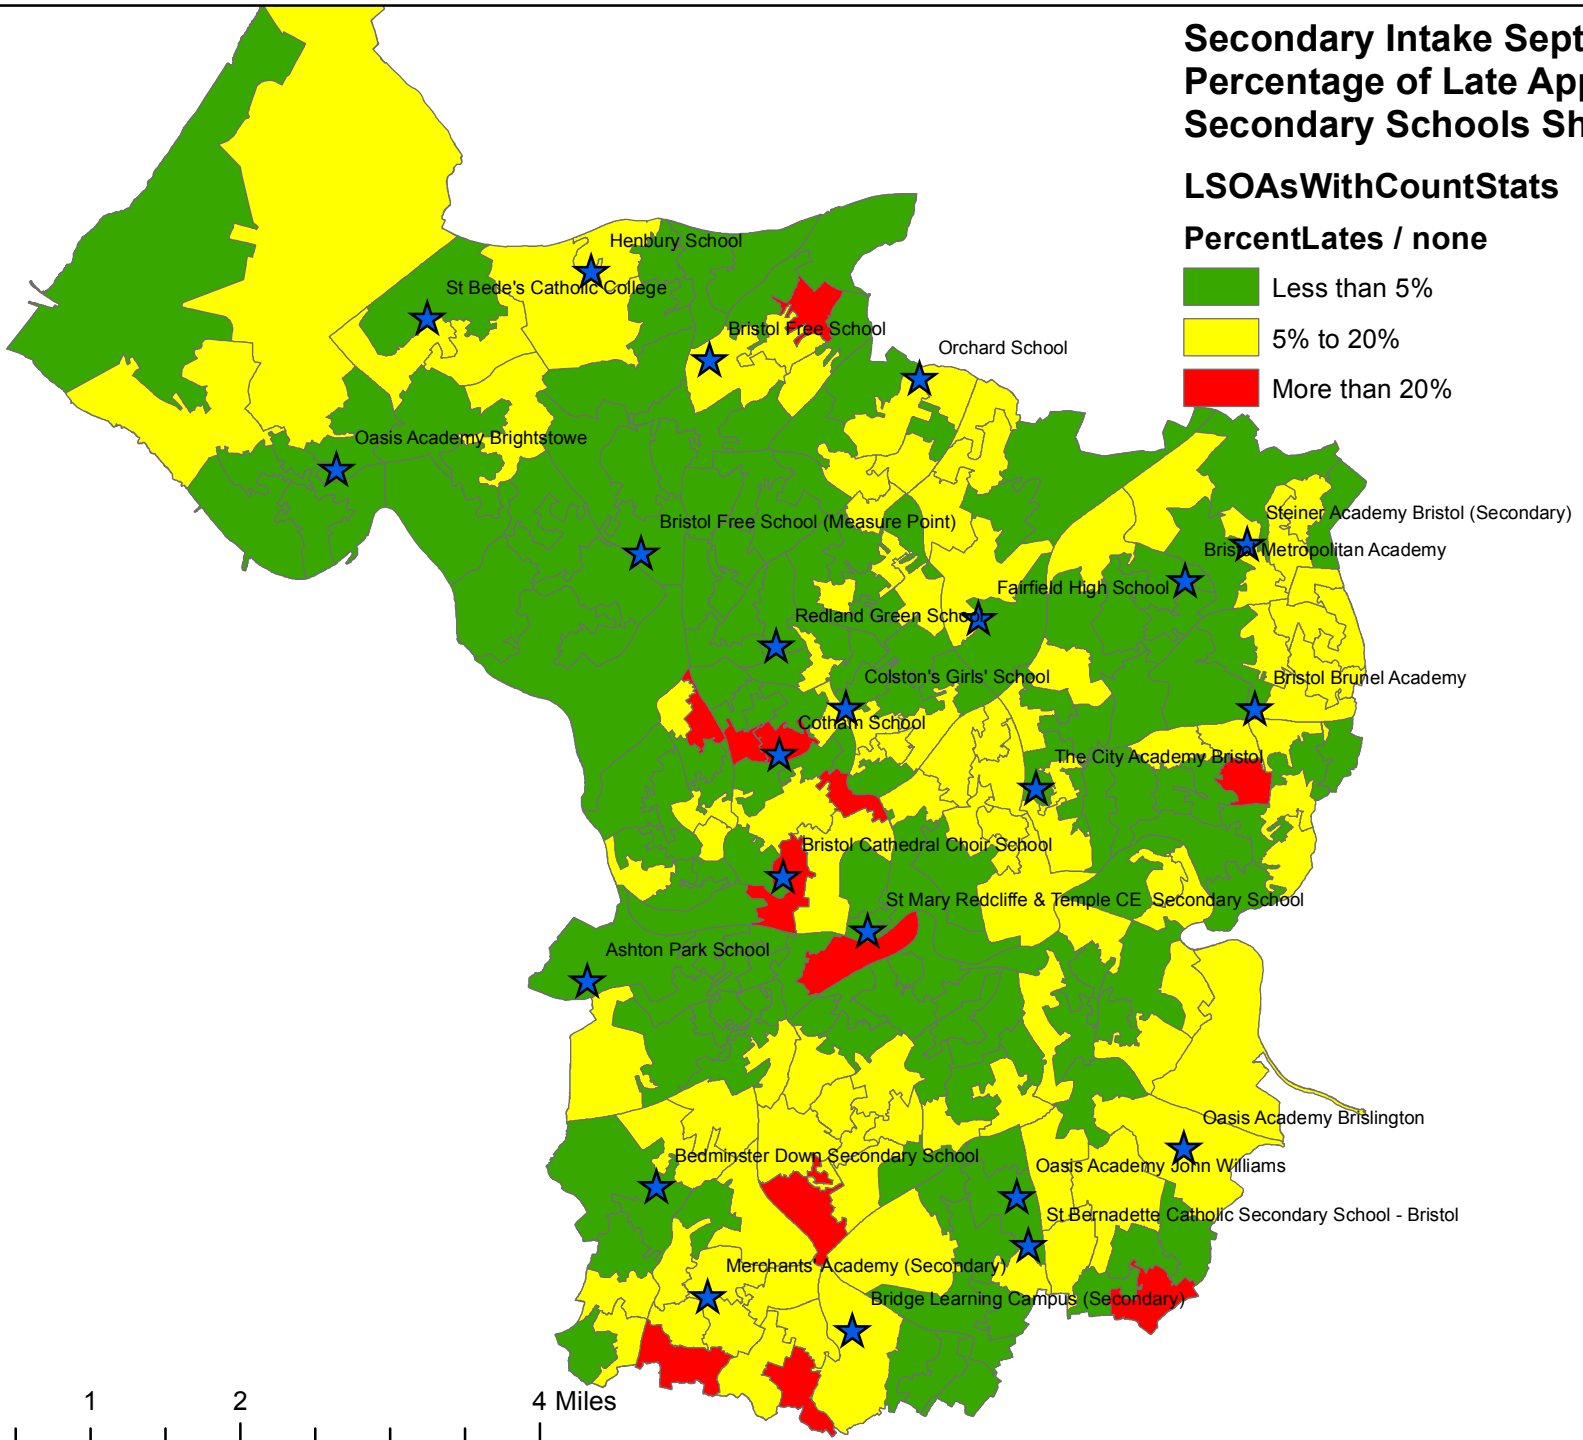 Secondary Intake Sept
Percentage of Late App
Secondary Schools Sh
LSOAsWithCountStats
PercentLates / none
Less than 5%
5% to 20%
More than 20%
Henbury School
St Bede's Catholic College
Bristol Free School
Orchard School
Oasis Academy Brightstowe
Steiner Academy Bristol (Secondary)
Bristol Free School (Measure Point)
Bristol Metropolitan Academy
Fairfield High School
Redland Green School
Colston's Girls' School
Bristol Brunel Academy
Cotham School
The City Academy Bristol
Bristol Cathedral Choir School
St Mary Redcliffe & Temple CE Secondary School
Ashton Park School
Oasis Academy Brislington
Bedminster Down Secondary School
Oasis Academy John Williams
St Bernadette Catholic Secondary School - Bristol
Merchants' Academy (Secondary)
Bridge Learning Campus (Secondary)
1 2 4 Miles